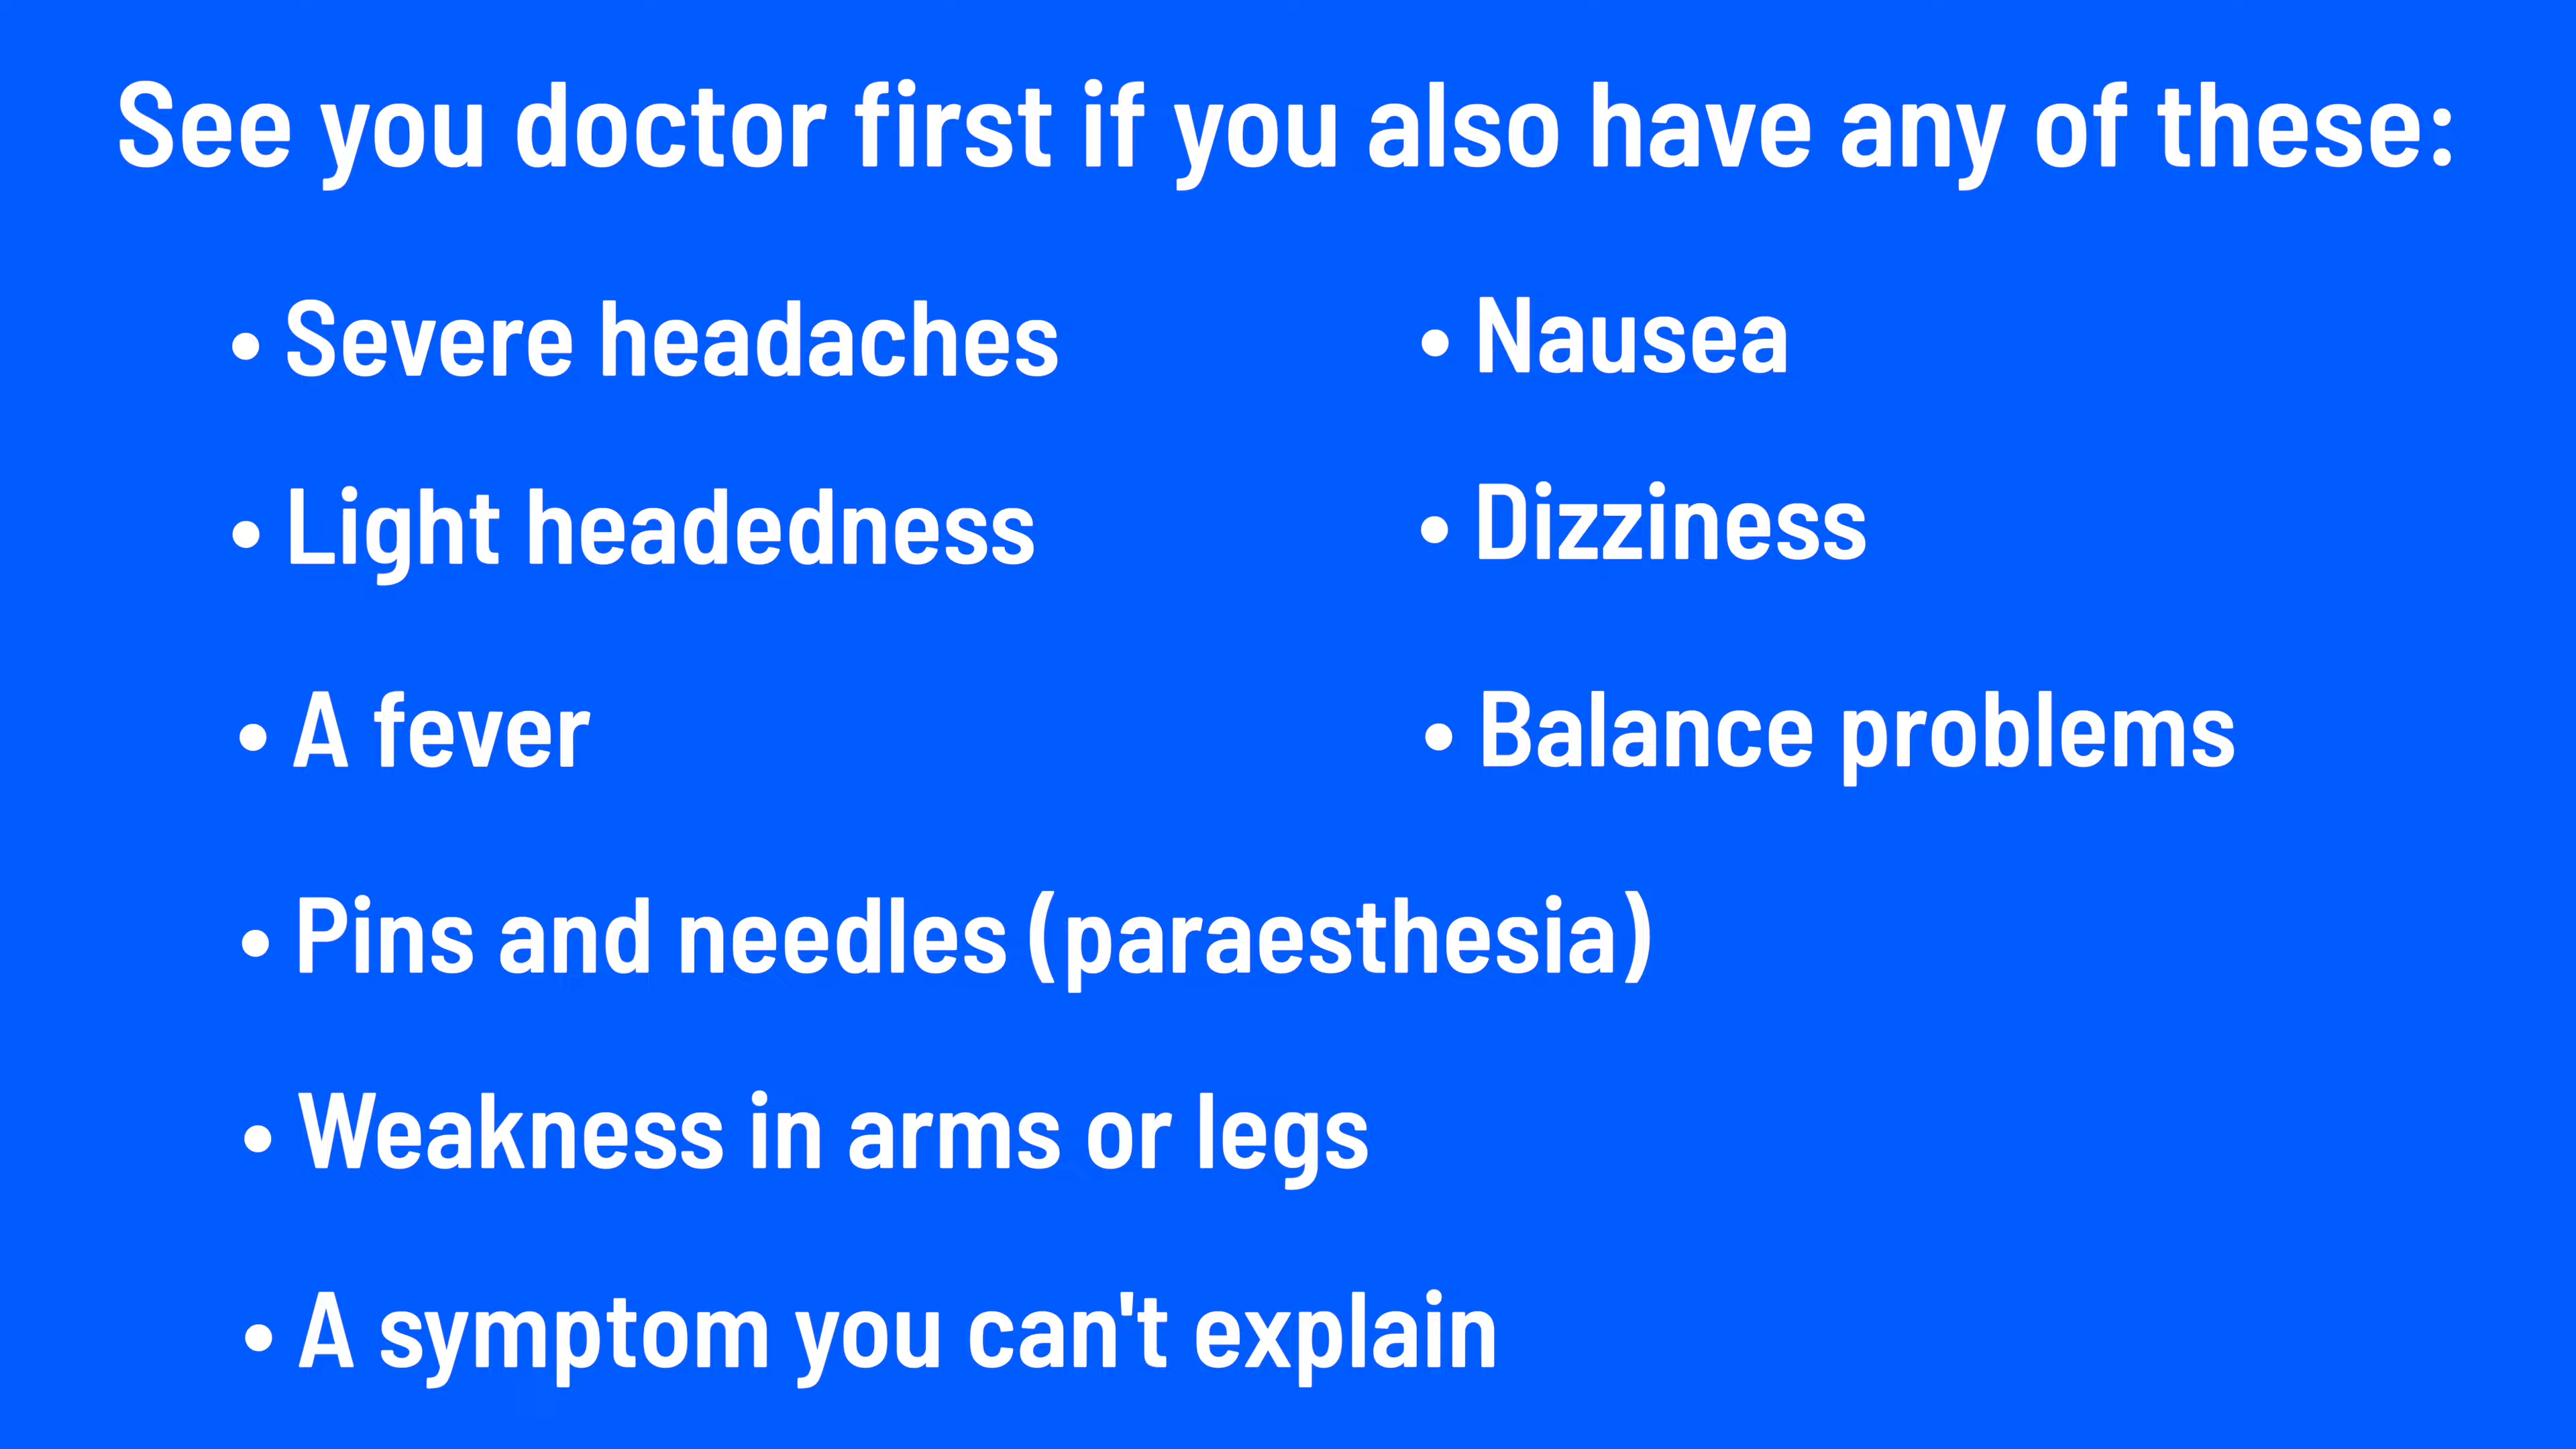 See you doctor first if you also have any of these:
• Severe headaches
• Light headedness
• A fever
• Nausea
• Dizziness
• Balance problems
• Pins and needles (paraesthesia)
• Weakness in arms or legs
• A symptom you can't explain